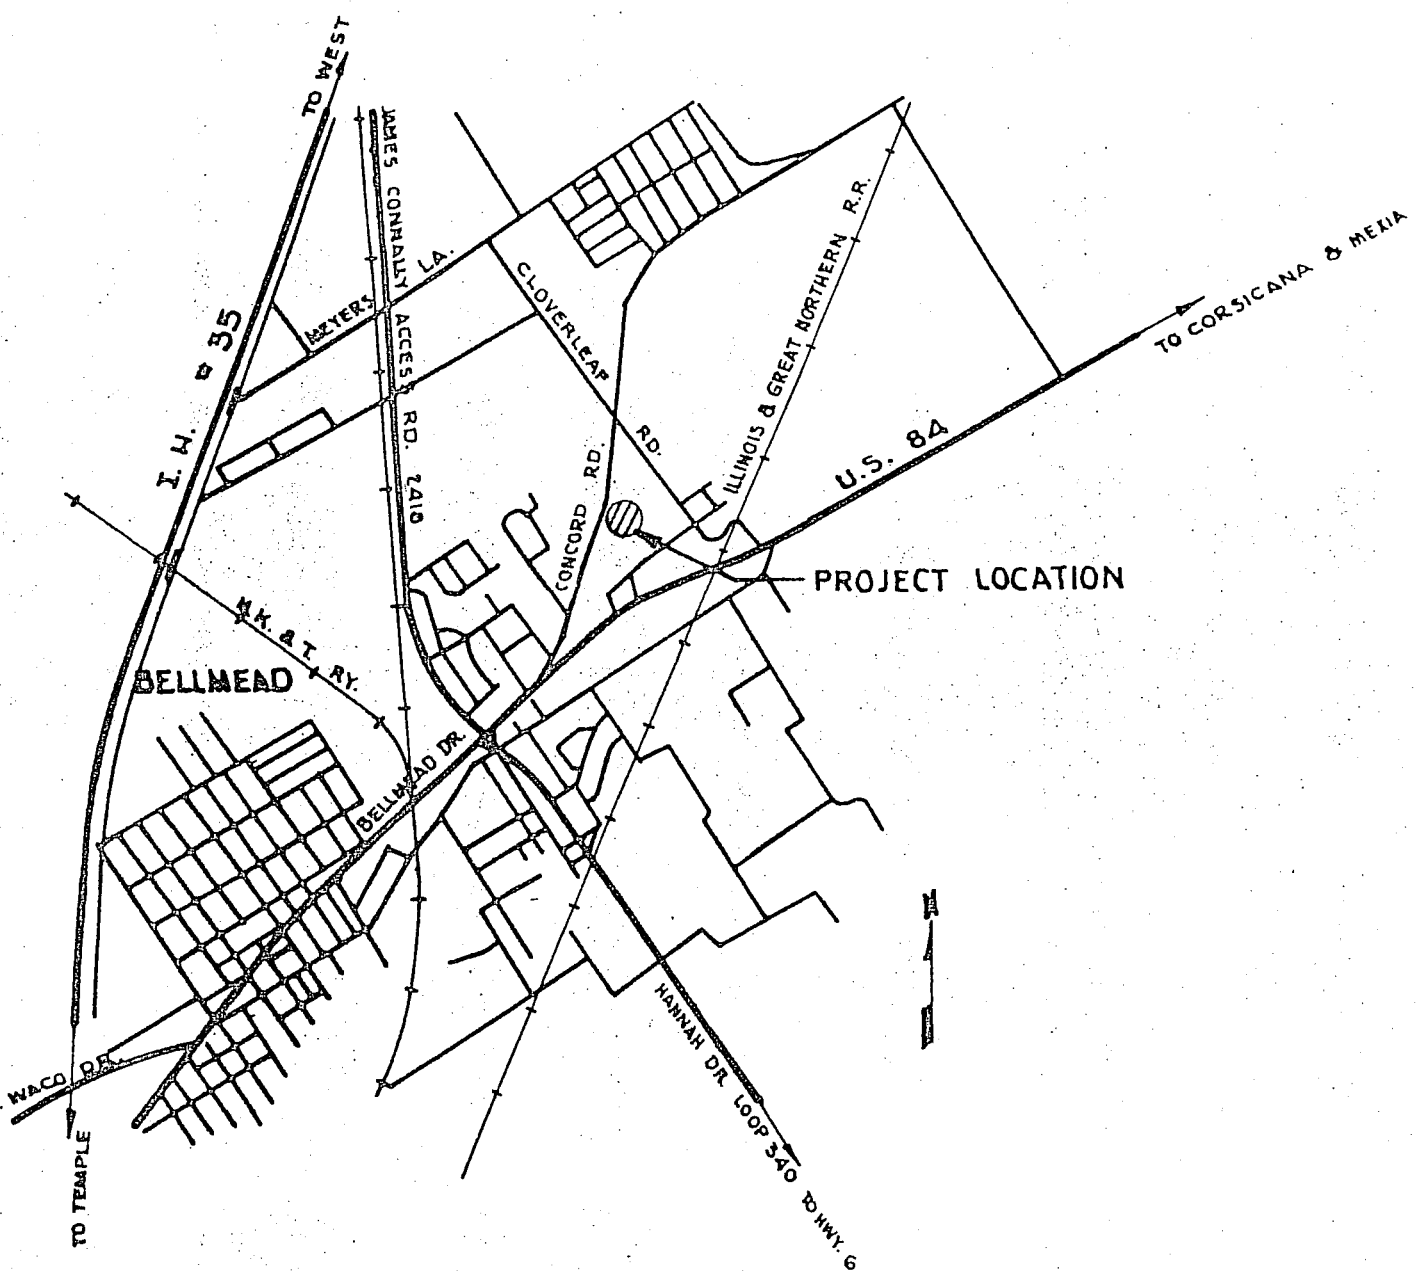 TO WEST
JAMES CONNALLY ACCESS RD. 2418
MEYERS LA.
CLOVERLEAF RD.
ILLINOIS & GREAT NORTHERN R.R.
TO CORSICANA & MEXIA
I. H. 35
U.S. 84
CONCORD RD.
PROJECT LOCATION
M.K. & T. RY.
BELLMEAD
BELLMEAD DR.
N
WACO DR.
TO TEMPLE
HANNAH DR. LOOP 340 TO HWY. 6